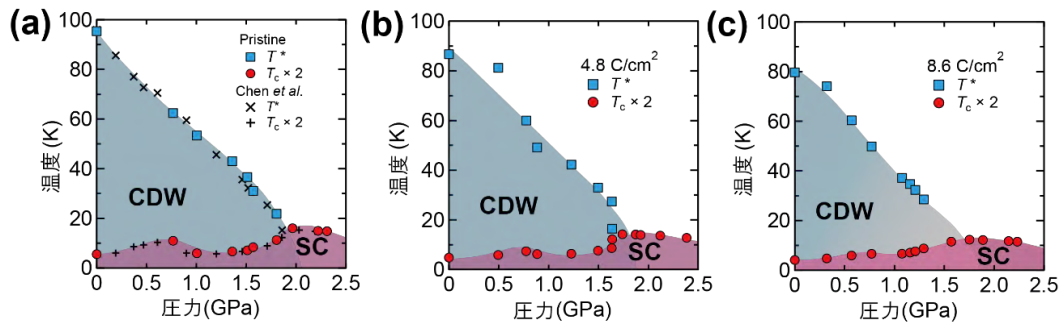 (a)
100
80
60
40
20
0
温度 (K)
Pristine
T*
Tc × 2
Chen et al.
T*
Tc × 2
CDW
SC
0
0.5
1.0
1.5
2.0
2.5
圧力(GPa)
(b)
100
80
60
40
20
0
温度 (K)
4.8 C/cm²
T*
Tc × 2
CDW
SC
0
0.5
1.0
1.5
2.0
2.5
圧力(GPa)
(c)
100
80
60
40
20
0
温度 (K)
8.6 C/cm²
T*
Tc × 2
CDW
SC
0
0.5
1.0
1.5
2.0
2.5
圧力(GPa)